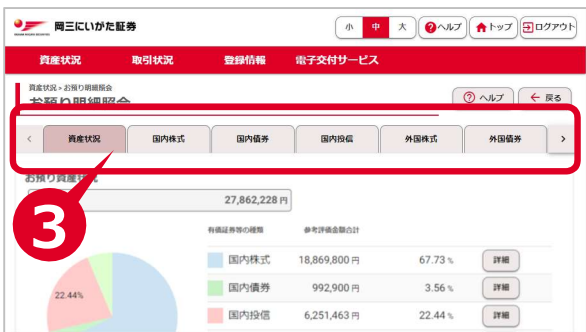 岡三にいがた証券
小 中 大 ?ヘルプ トップ ログアウト
資産状況 取引状況 登録情報 電子交付サービス
資産状況 > お預り明細照会
お預り明細照会
? ヘルプ ← 戻る
< 資産状況 国内株式 国内債券 国内投信 外国株式 外国債券 >
お預り資産状況
27,862,228 円
3
有価証券等の種類 参考評価金額合計
国内株式 18,869,800 円 67.73 % 詳細
国内債券 992,900 円 3.56 % 詳細
22.44%
国内投信 6,251,463 円 22.44 % 詳細